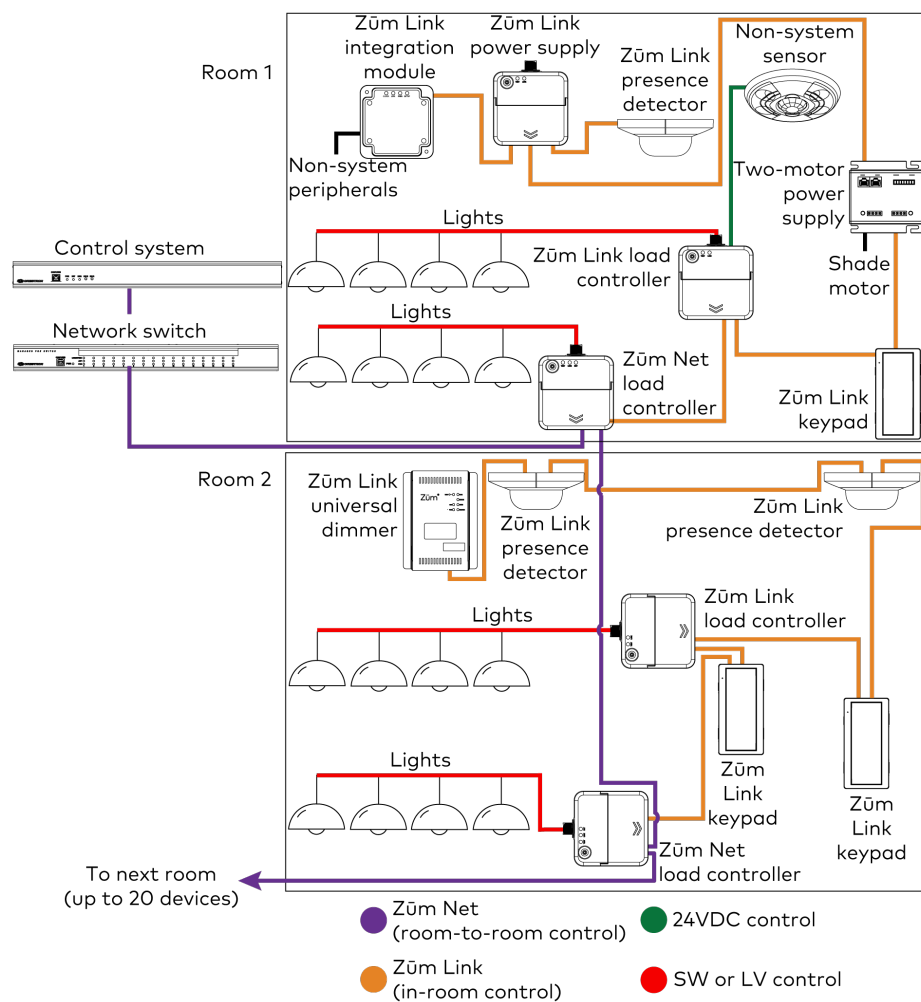 Room 1
Zūm Link
integration
module
Zūm Link
power supply
Zūm Link
presence
detector
Non-system
sensor
Non-system
peripherals
Two-motor
power
supply
Lights
Control system
Zūm Link load
controller
Shade
motor
Lights
Network switch
Zūm Net
load
controller
Zūm Link
keypad
Room 2
Zūm Link
universal
dimmer
Zūm
Zūm Link
presence
detector
Zūm Link
presence detector
Lights
Zūm Link
load controller
Lights
Zūm
Link
keypad
Zūm
Link
keypad
Zūm Net
load controller
To next room
(up to 20 devices)
Zūm Net
(room-to-room control)
24VDC control
Zūm Link
(in-room control)
SW or LV control